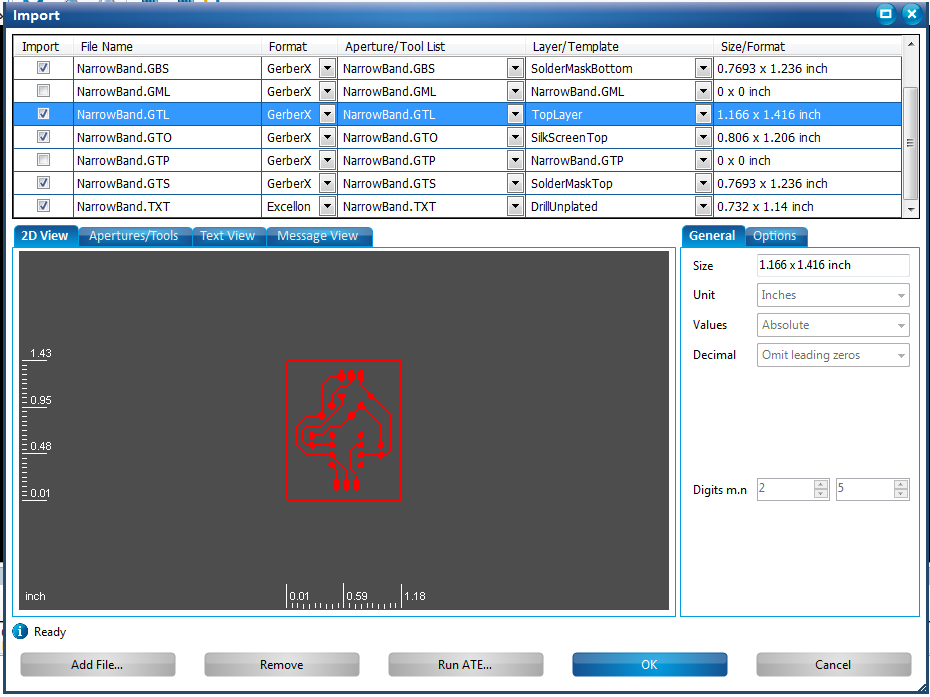 Import
Import File Name Format Aperture/Tool List Layer/Template Size/Format
NarrowBand.GBS GerberX NarrowBand.GBS SolderMaskBottom 0.7693 x 1.236 inch
NarrowBand.GML GerberX NarrowBand.GML NarrowBand.GML 0 x 0 inch
NarrowBand.GTL GerberX NarrowBand.GTL TopLayer 1.166 x 1.416 inch
NarrowBand.GTO GerberX NarrowBand.GTO SilkScreenTop 0.806 x 1.206 inch
NarrowBand.GTP GerberX NarrowBand.GTP NarrowBand.GTP 0 x 0 inch
NarrowBand.GTS GerberX NarrowBand.GTS SolderMaskTop 0.7693 x 1.236 inch
NarrowBand.TXT Excellon NarrowBand.TXT DrillUnplated 0.732 x 1.14 inch
2D View Apertures/Tools Text View Message View
1.43
0.95
0.48
0.01
inch 0.01 0.59 1.18
General Options
Size 1.166 x 1.416 inch
Unit Inches
Values Absolute
Decimal Omit leading zeros
Digits m.n 2 5
Ready
Add File... Remove Run ATE... OK Cancel